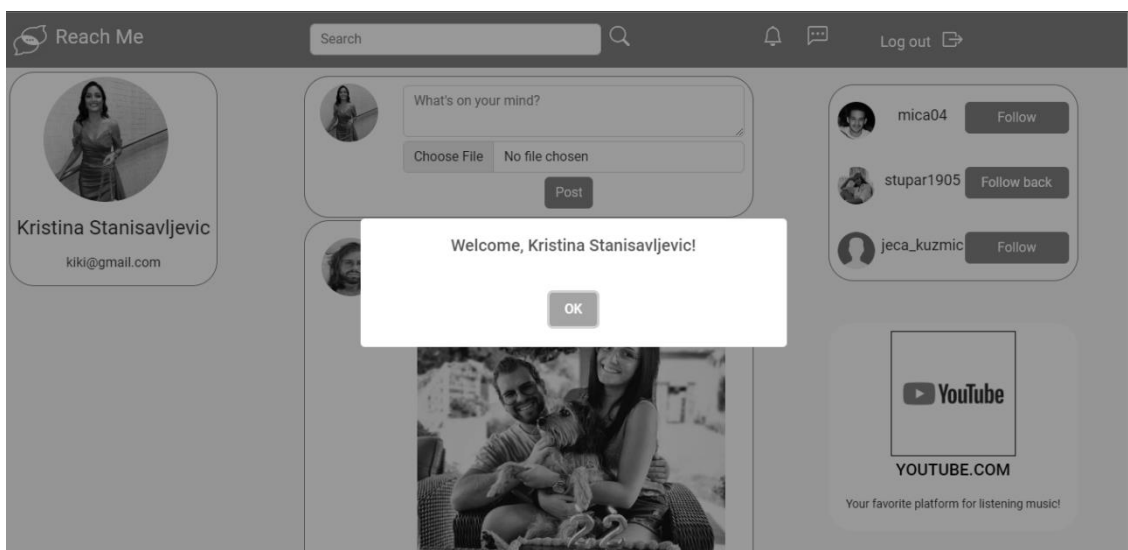 Reach Me
Search
Log out
Kristina Stanisavljevic
kiki@gmail.com
What's on your mind?
Choose File No file chosen
Post
Welcome, Kristina Stanisavljevic!
OK
mica04 Follow
stupar1905 Follow back
jeca_kuzmic Follow
YouTube
YOUTUBE.COM
Your favorite platform for listening music!
22